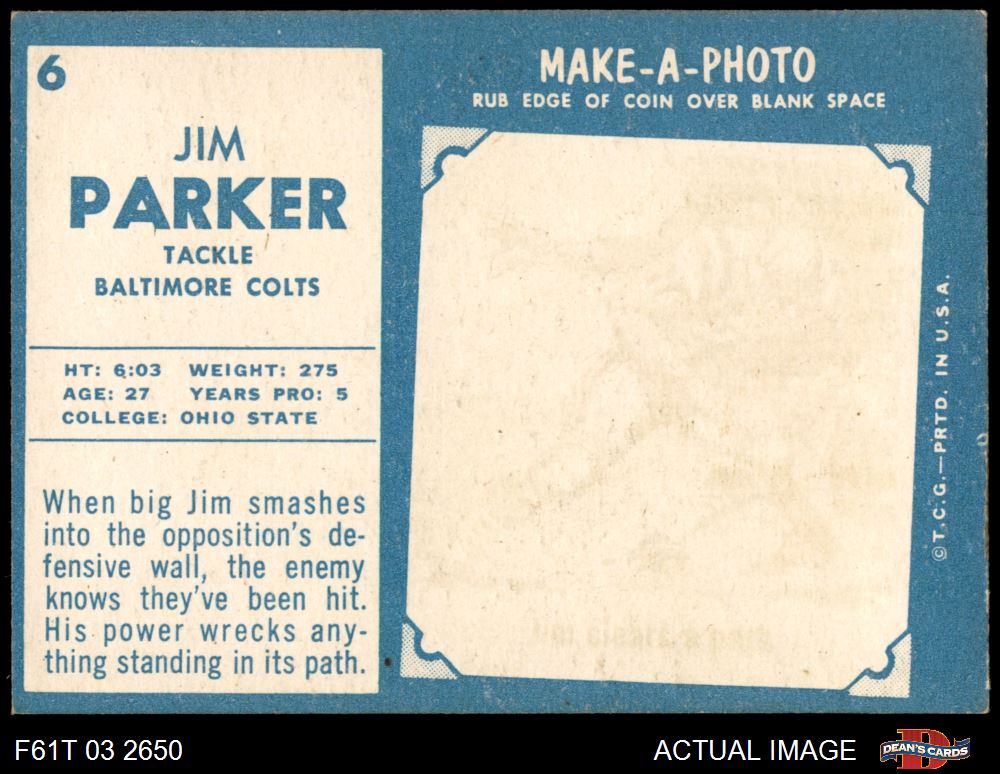 6
JIM
PARKER
TACKLE
BALTIMORE COLTS
HT: 6:03 WEIGHT: 275
AGE: 27 YEARS PRO: 5
COLLEGE: OHIO STATE
When big Jim smashes
into the opposition's de-
fensive wall, the enemy
knows they've been hit.
His power wrecks any-
thing standing in its path.
MAKE-A-PHOTO
RUB EDGE OF COIN OVER BLANK SPACE
©T.C.G.—PRTD. IN U.S.A.
F61T 03 2650
ACTUAL IMAGE
DEAN'S CARDS